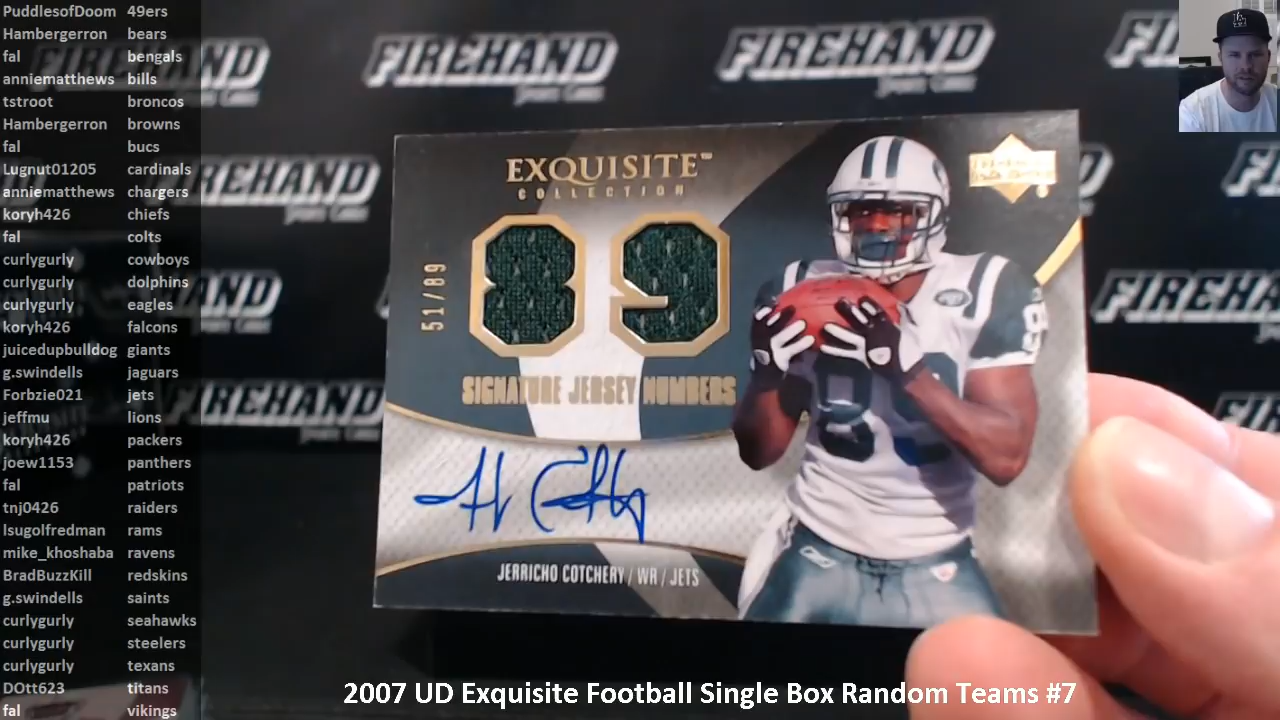 PuddlesofDoom 49ers
Hambergerron bears
fal bengals
anniematthews bills
tstroot broncos
Hambergerron browns
fal bucs
Lugnut01205 cardinals
anniematthews chargers
koryh426 chiefs
fal colts
curlygurly cowboys
curlygurly dolphins
curlygurly eagles
koryh426 falcons
juicedupbulldog giants
g.swindells jaguars
Forbzie021 jets
jeffmu lions
koryh426 packers
joew1153 panthers
fal patriots
tnj0426 raiders
lsugolfredman rams
mike_khoshaba ravens
BradBuzzKill redskins
g.swindells saints
curlygurly seahawks
curlygurly steelers
curlygurly texans
DOtt623 titans
fal vikings
FIREHAND FIREHAND
EXQUISITE™
COLLECTION
51/89
89
SIGNATURE JERSEY NUMBERS
JERRICHO COTCHERY / WR / JETS
89
FIREHAND
2007 UD Exquisite Football Single Box Random Teams #7